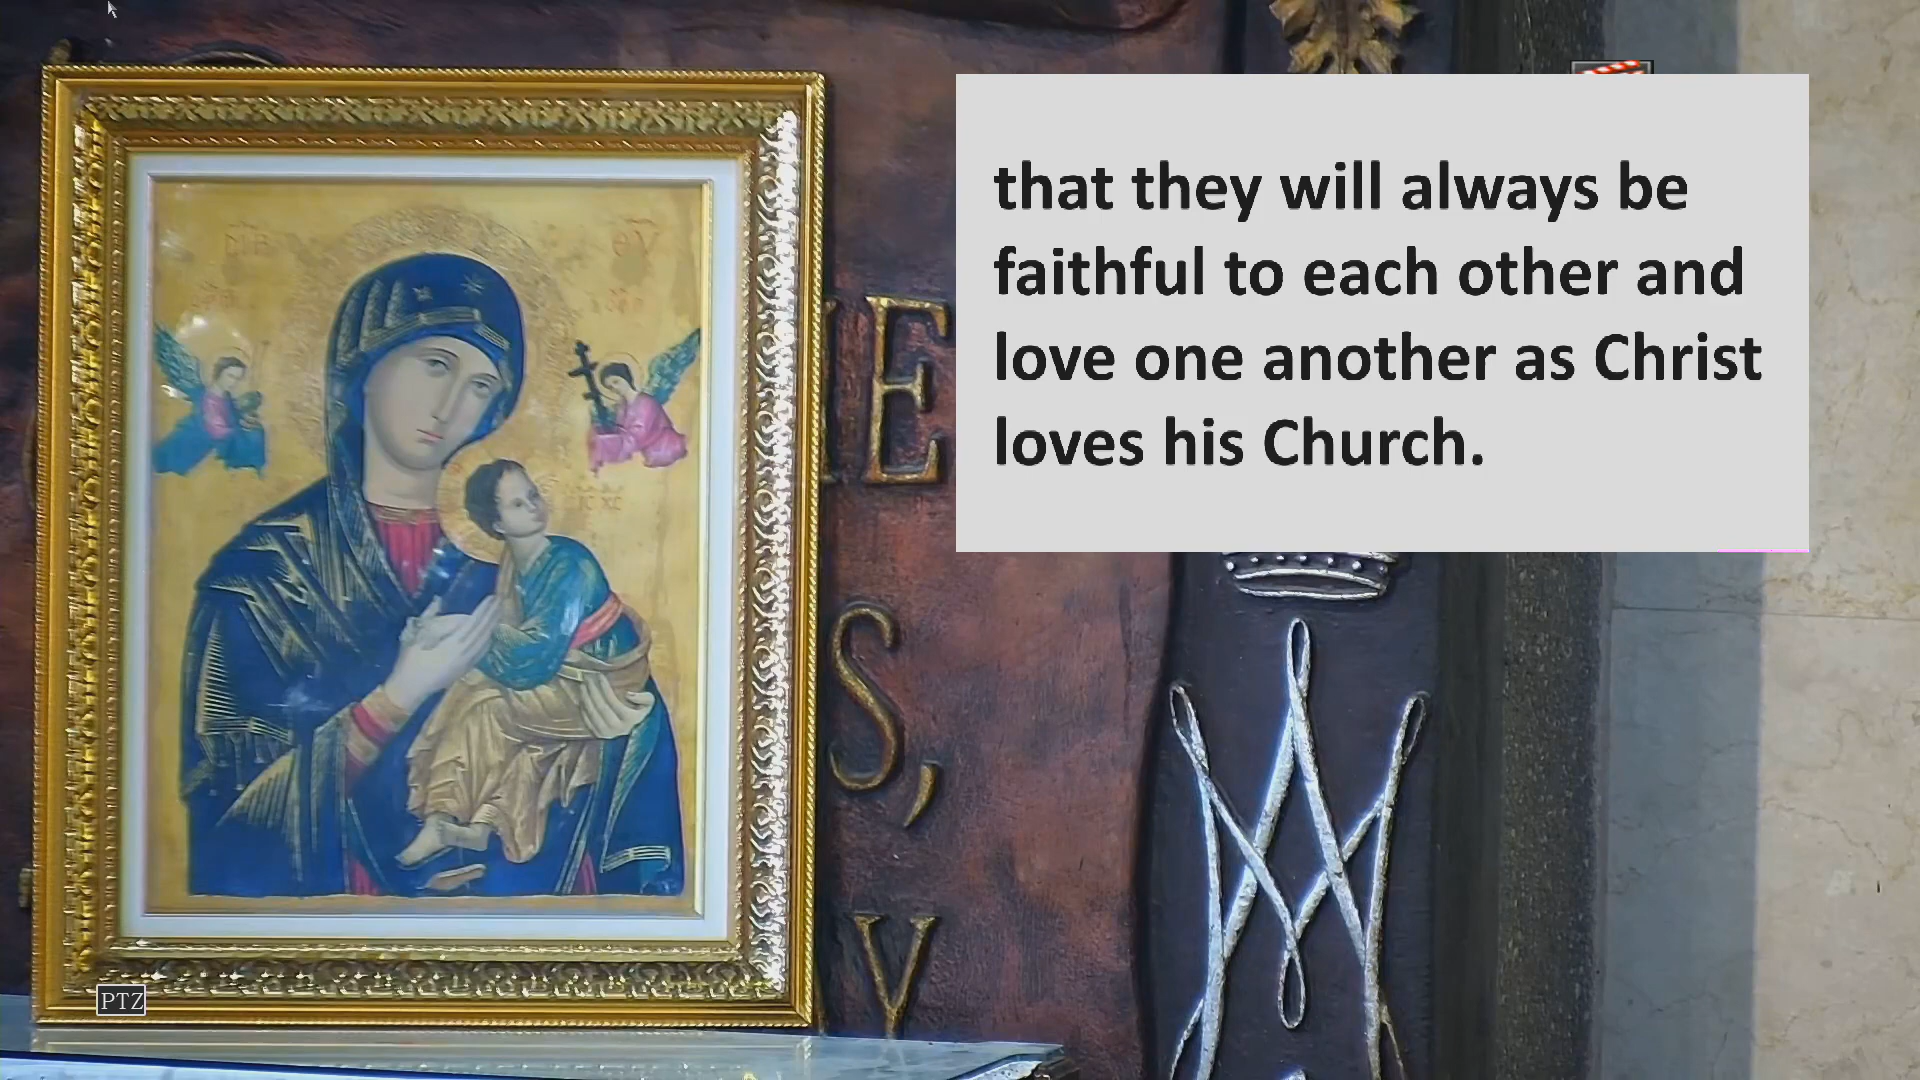 that they will always be
faithful to each other and
love one another as Christ
loves his Church.
E
S,
Y
PTZ